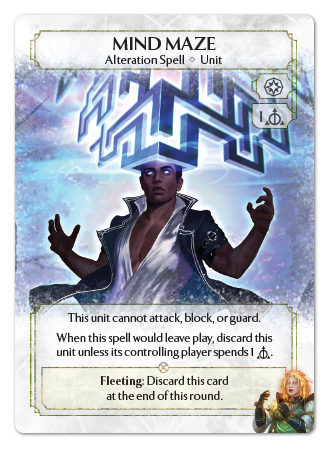 MIND MAZE
Alteration Spell ⬦ Unit
1
This unit cannot attack, block, or guard.
When this spell would leave play, discard this
unit unless its controlling player spends 1 .
Fleeting: Discard this card
at the end of this round.